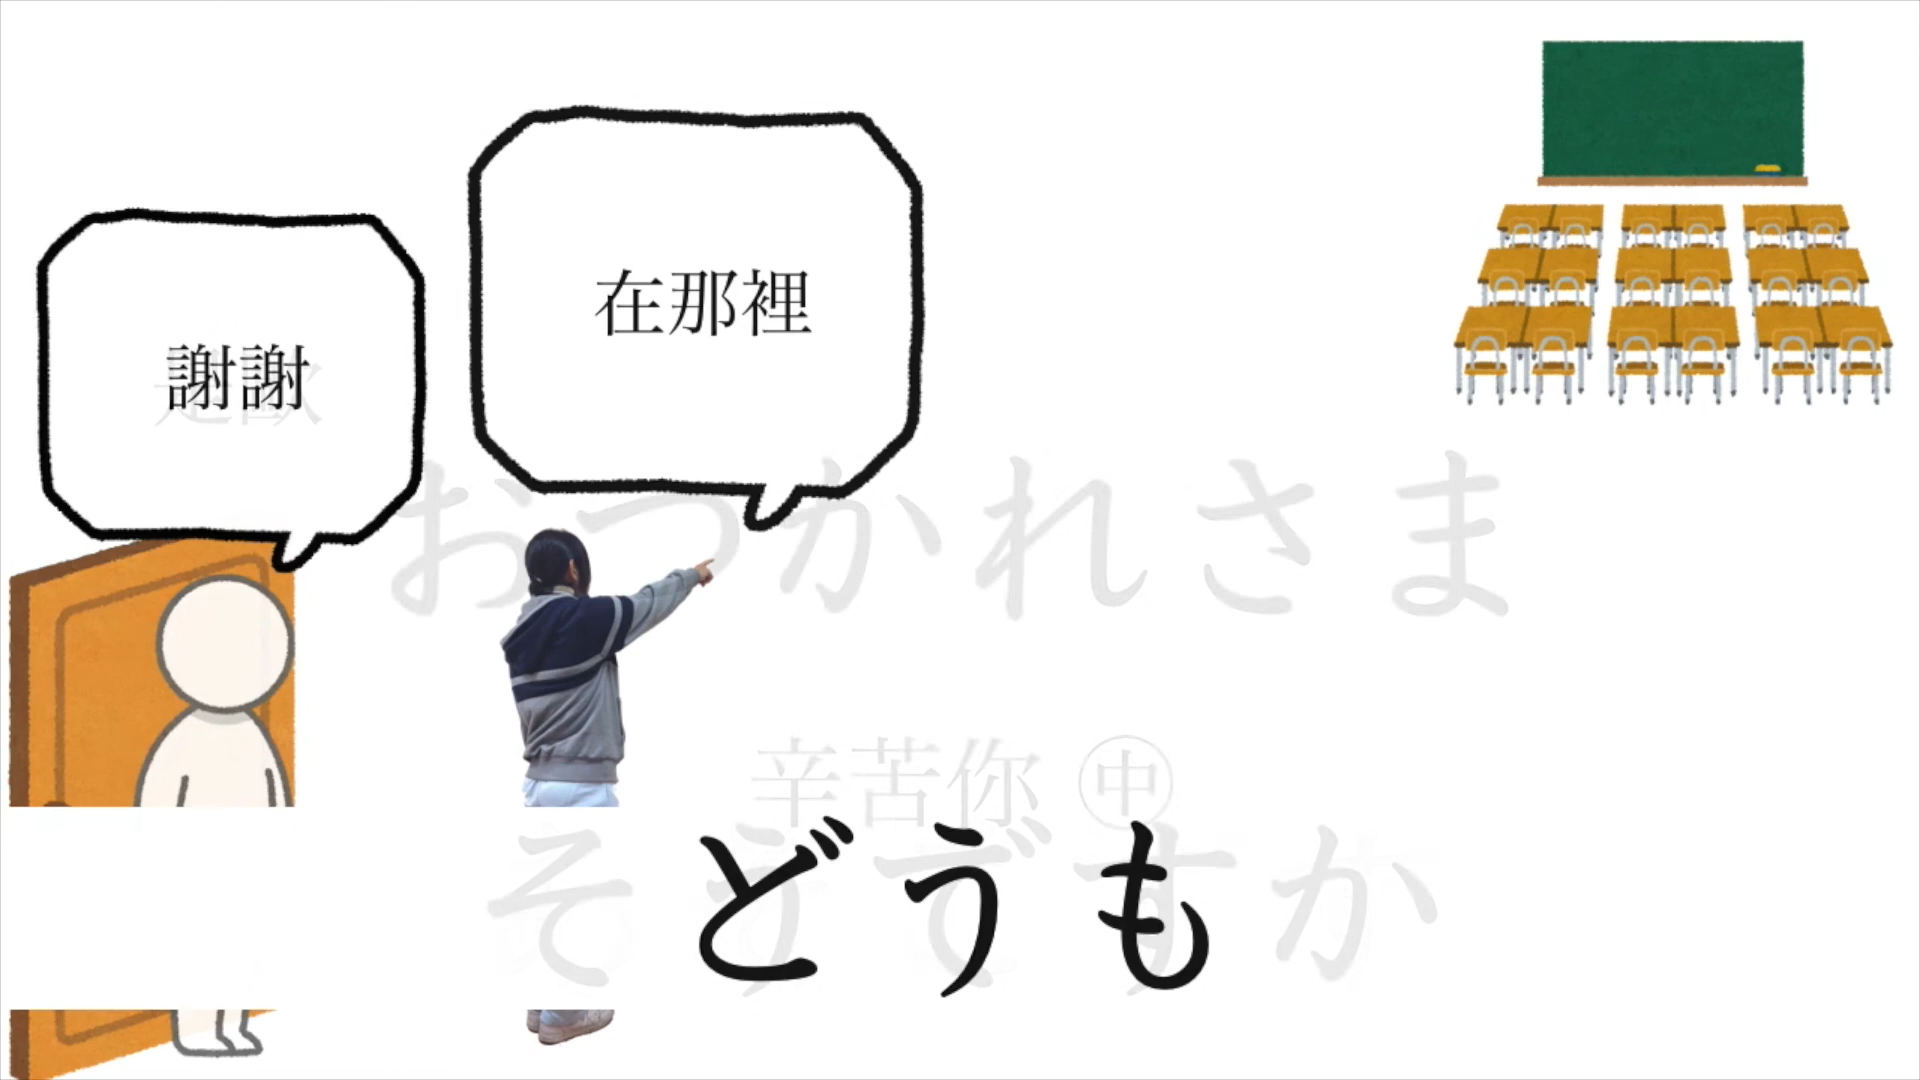 在那裡
謝謝
おつかれさま
辛苦你 ㊥
そうですか
どうも